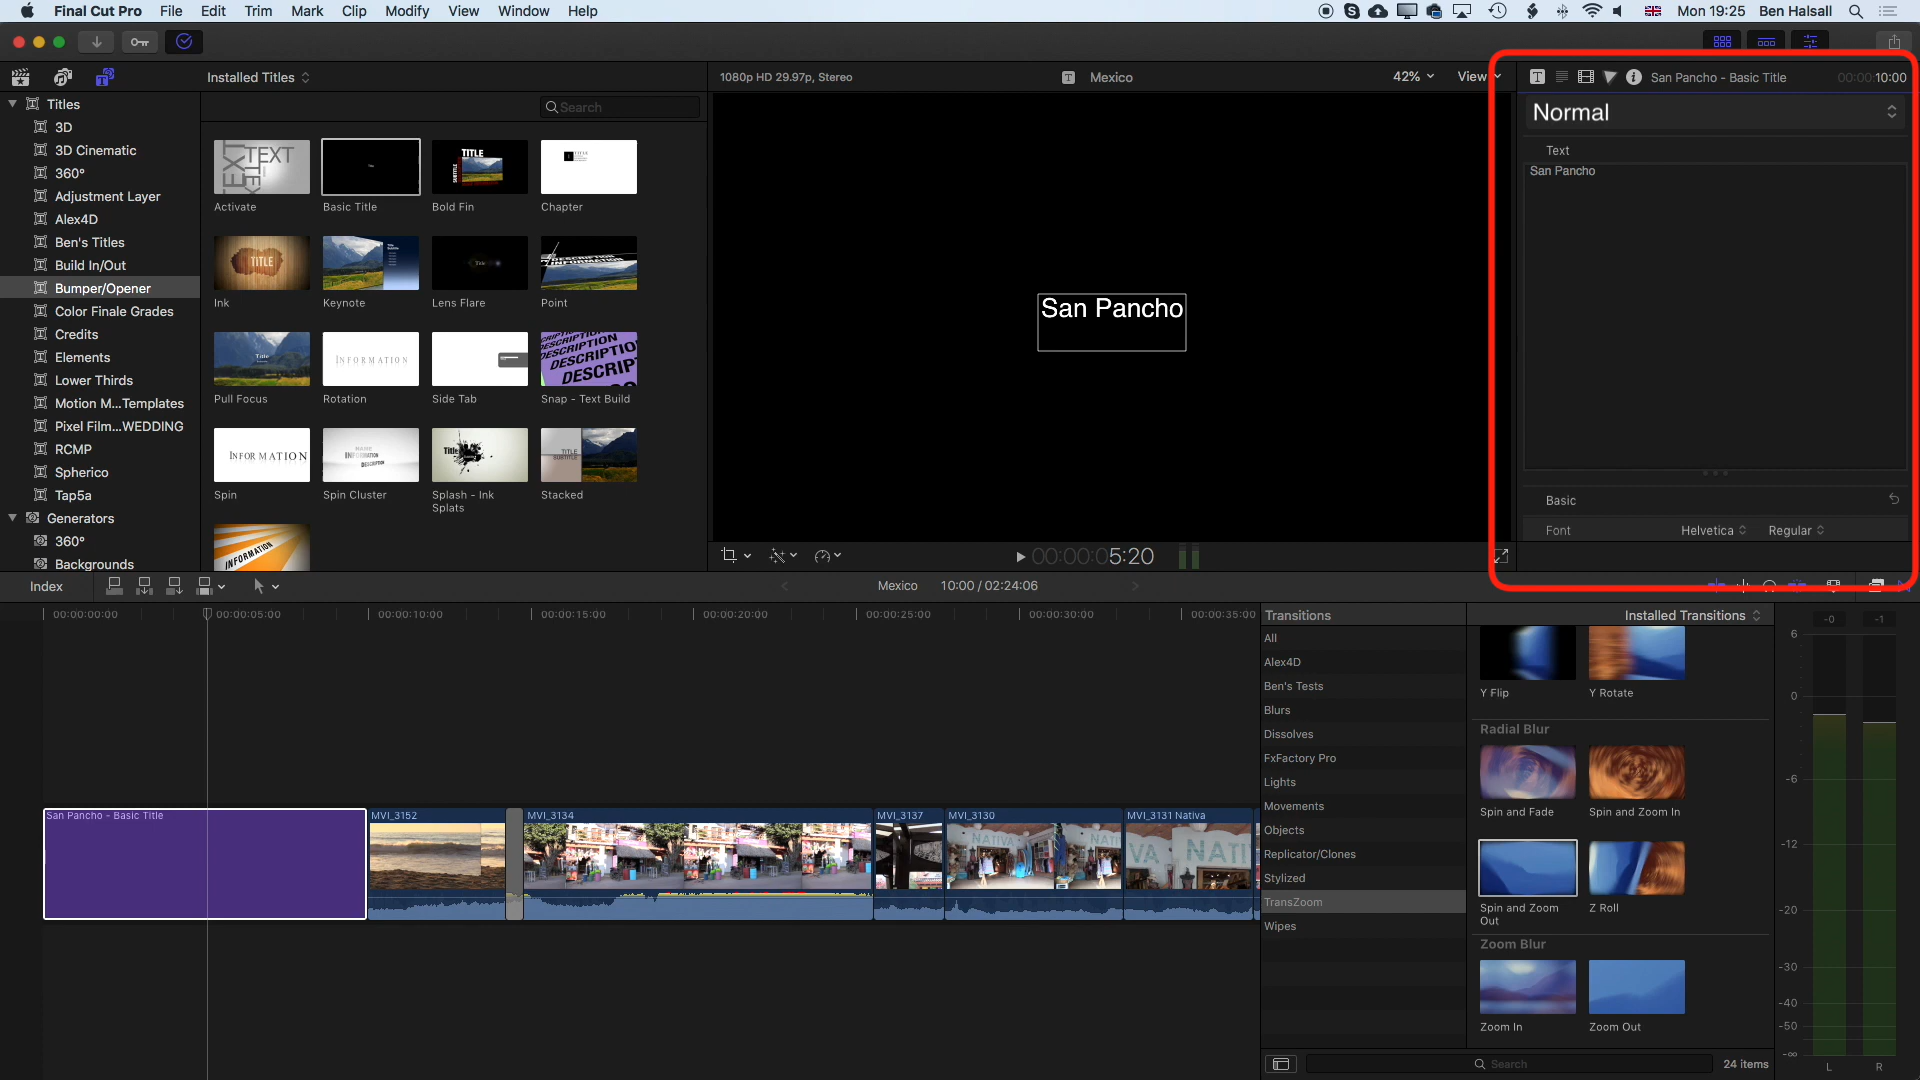 Final Cut Pro File Edit Trim Mark Clip Modify View Window Help Mon 19:25 Ben Halsall
Installed Titles
1080p HD 29.97p, Stereo
Mexico
42% View
San Pancho - Basic Title 00:00:10:00
Titles
3D
3D Cinematic
360°
Adjustment Layer
Alex4D
Ben's Titles
Build In/Out
Bumper/Opener
Color Finale Grades
Credits
Elements
Lower Thirds
Motion M...Templates
Pixel Film...WEDDING
RCMP
Spherico
Tap5a
Generators
360°
Backgrounds
Search
Activate Basic Title Bold Fin Chapter
Ink Keynote Lens Flare Point
Pull Focus Rotation Side Tab Snap - Text Build
Spin Spin Cluster Splash - Ink Splats Stacked
TEXT
TITLE
INFORMATION
DESCRIPTION
San Pancho
00:00:05:20
Normal
Text
San Pancho
Basic
Font Helvetica Regular
Index
Mexico 10:00 / 02:24:06
00:00:00:00 00:00:05:00 00:00:10:00 00:00:15:00 00:00:20:00 00:00:25:00 00:00:30:00 00:00:35:00
San Pancho - Basic Title MVI_3152 MVI_3134 MVI_3137 MVI_3130 MVI_3131 Nativa
NATIVA
Transitions
All
Alex4D
Ben's Tests
Blurs
Dissolves
FxFactory Pro
Lights
Movements
Objects
Replicator/Clones
Stylized
TransZoom
Wipes
Installed Transitions
Y Flip Y Rotate
Radial Blur
Spin and Fade Spin and Zoom In
Spin and Zoom Out Z Roll
Zoom Blur
Zoom In Zoom Out
Search
24 items
-0 -1
6
0
-6
-12
-20
-30
-40
-50
-∞
L R